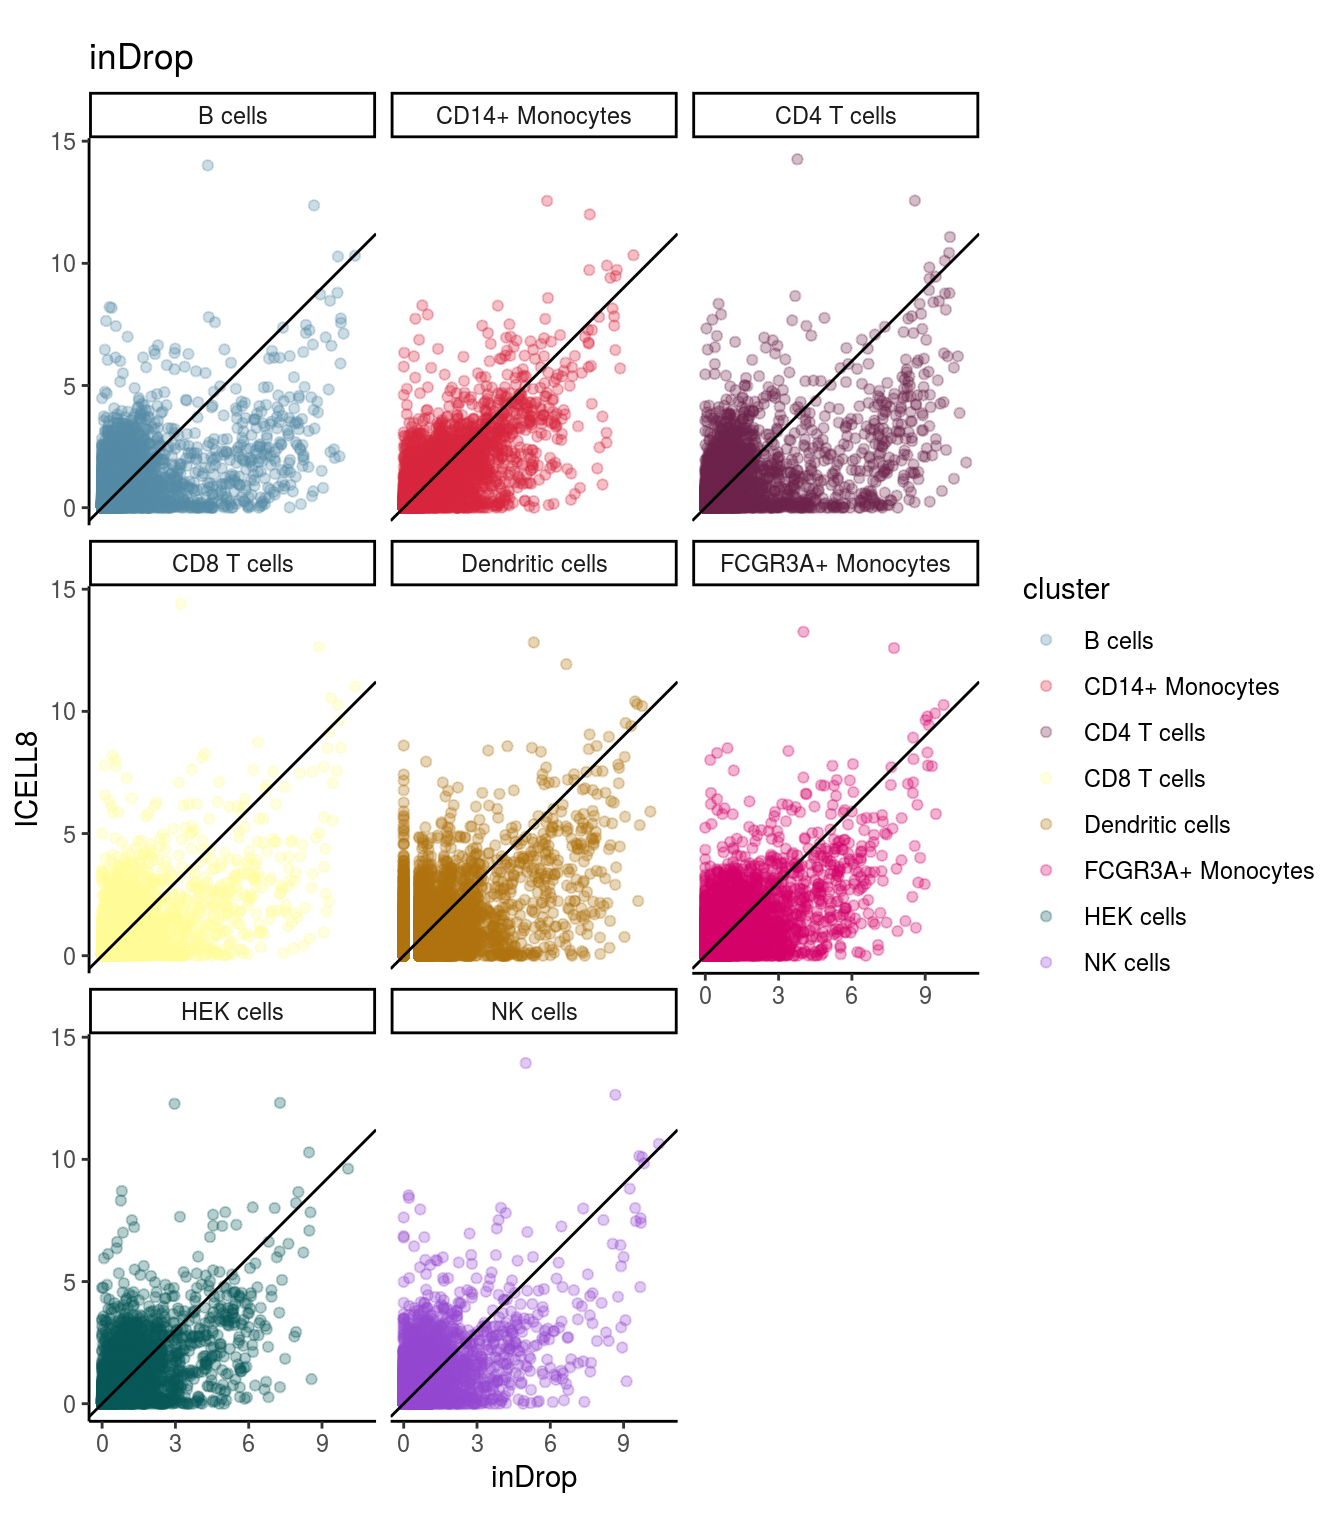 inDrop
B cells
CD14+ Monocytes
CD4 T cells
15
10
5
0
CD8 T cells
Dendritic cells
FCGR3A+ Monocytes
15
10
5
0
0 3 6 9
ICELL8
HEK cells
NK cells
15
10
5
0
0 3 6 9
0 3 6 9
inDrop
cluster
B cells
CD14+ Monocytes
CD4 T cells
CD8 T cells
Dendritic cells
FCGR3A+ Monocytes
HEK cells
NK cells